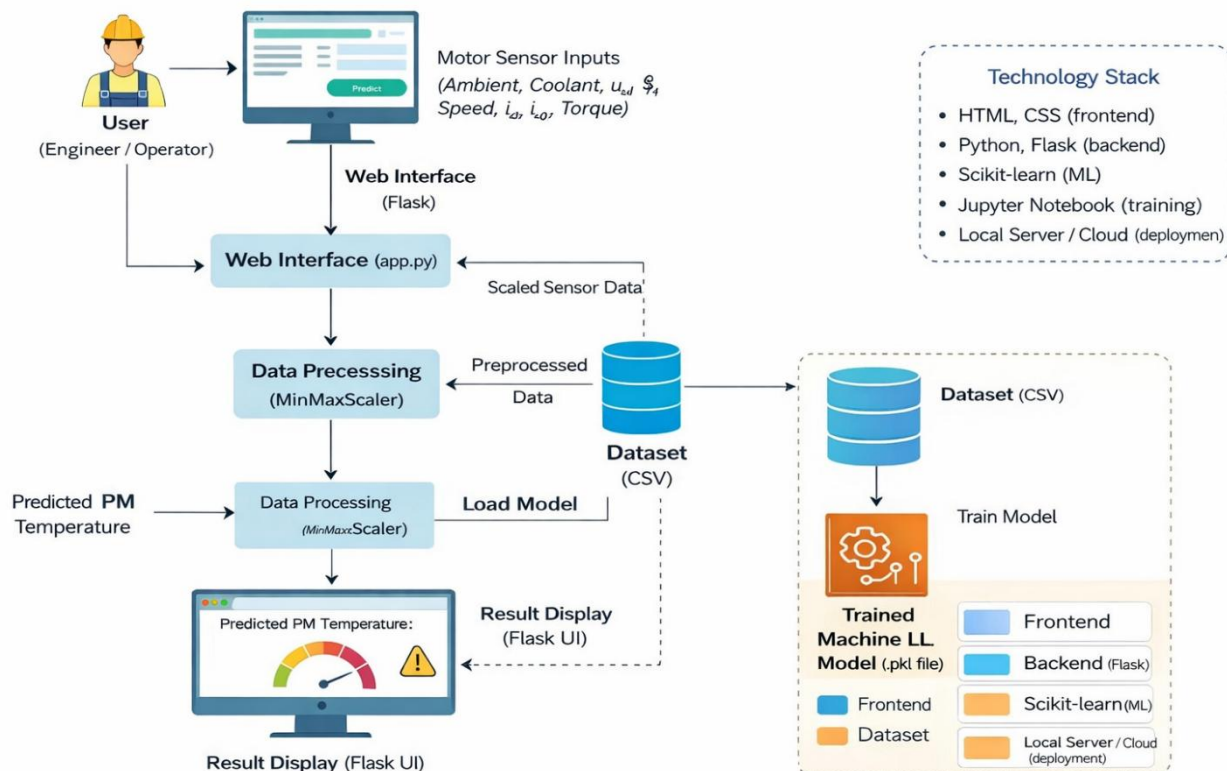 Predict
Motor Sensor Inputs
(Ambient, Coolant,
Speed, Torque)
User
(Engineer / Operator)
Web Interface
(Flask)
Technology Stack
• HTML, CSS (frontend)
• Python, Flask (backend)
• Scikit-learn (ML)
• Jupyter Notebook (training)
• Local Server / Cloud (deploymen)
Web Interface (app.py)
Scaled Sensor Data
Data Precesssing
(MinMaxScaler)
Preprocessed
Data
Dataset
(CSV)
Dataset (CSV)
Predicted PM
Temperature
Data Processing
Scaler)
Load Model
Train Model
Predicted PM Temperature:
Result Display
(Flask UI)
Result Display (Flask UI)
Trained
Machine LL.
Model (.pkl file)
Frontend
Dataset
Frontend
Backend (Flask)
Scikit-learn (ML)
Local Server / Cloud
(deployment)